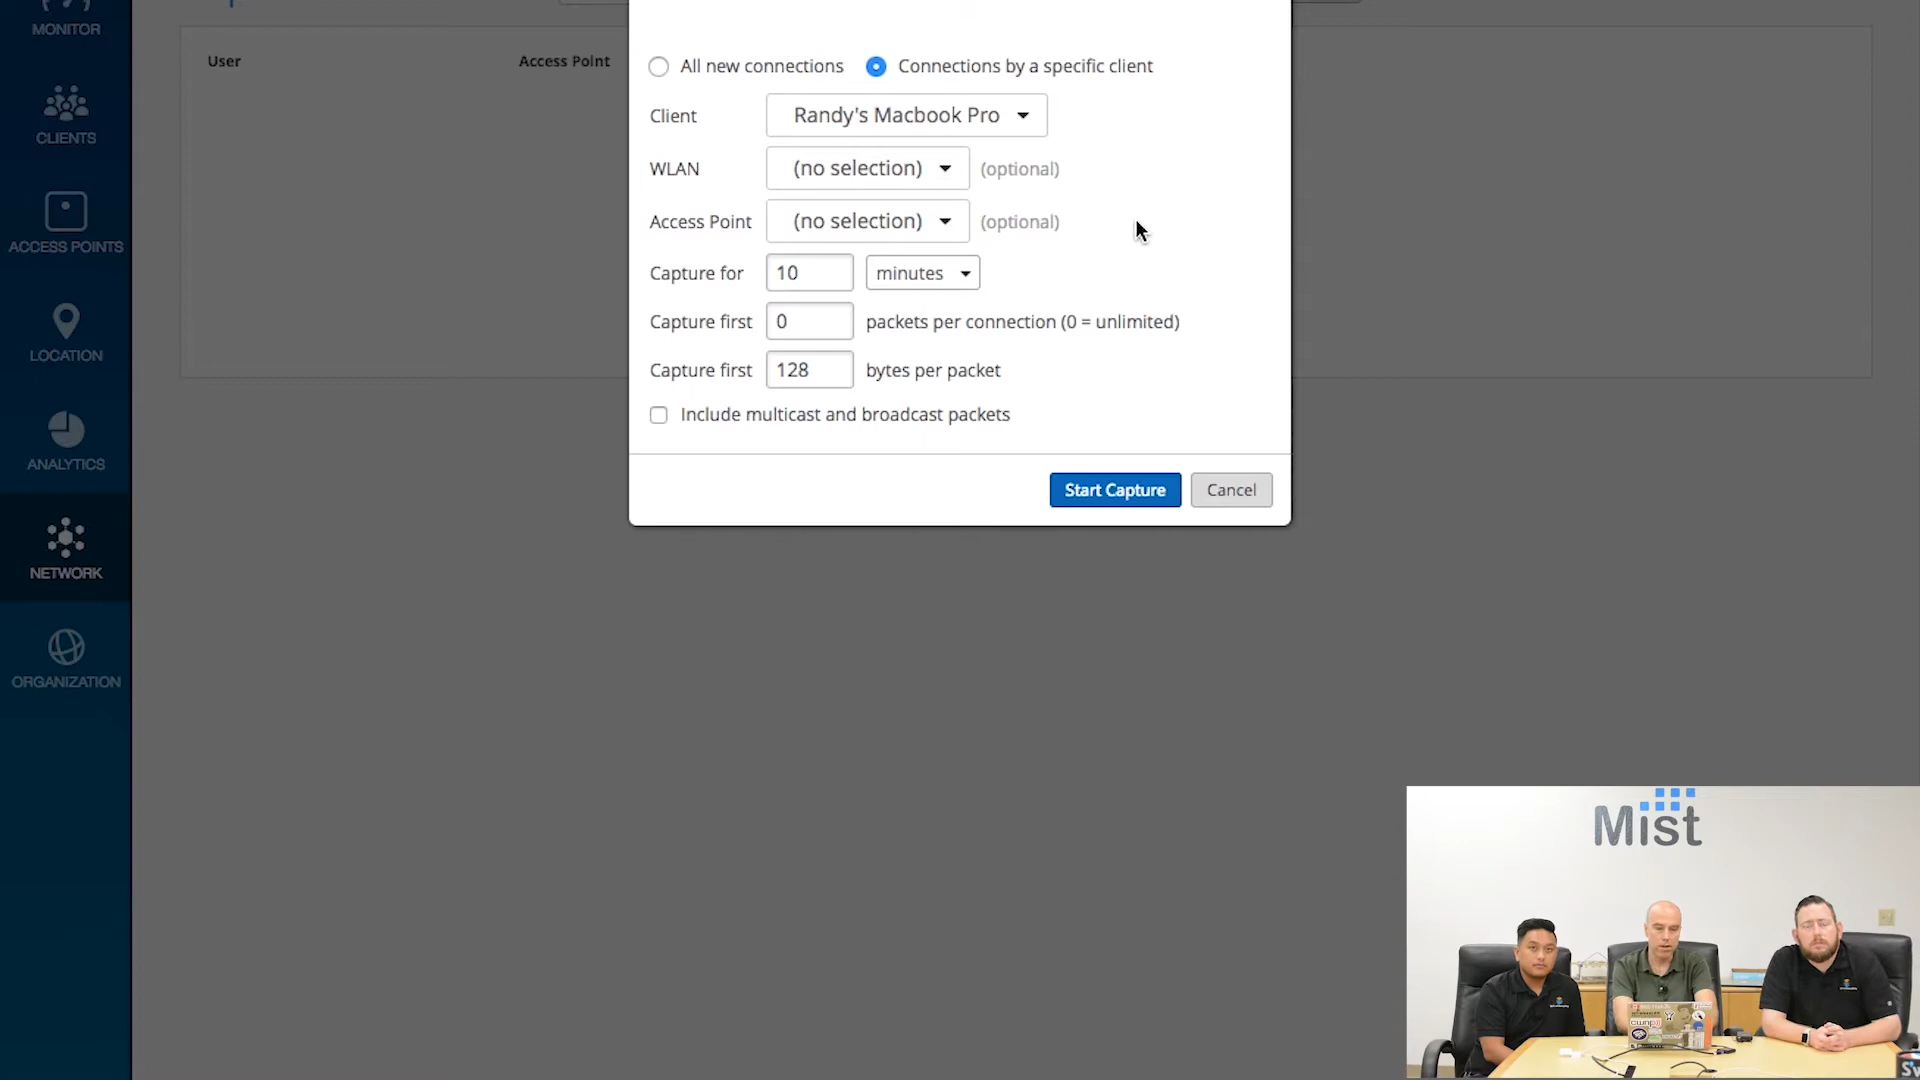 MONITOR
User
Access Point
All new connections
Connections by a specific client
Client
Randy's Macbook Pro
CLIENTS
WLAN
(no selection)
(optional)
Access Point
(no selection)
(optional)
ACCESS POINTS
Capture for
10
minutes
Capture first
0
packets per connection (0 = unlimited)
LOCATION
Capture first
128
bytes per packet
Include multicast and broadcast packets
ANALYTICS
Start Capture
Cancel
NETWORK
ORGANIZATION
Mist
cwnp